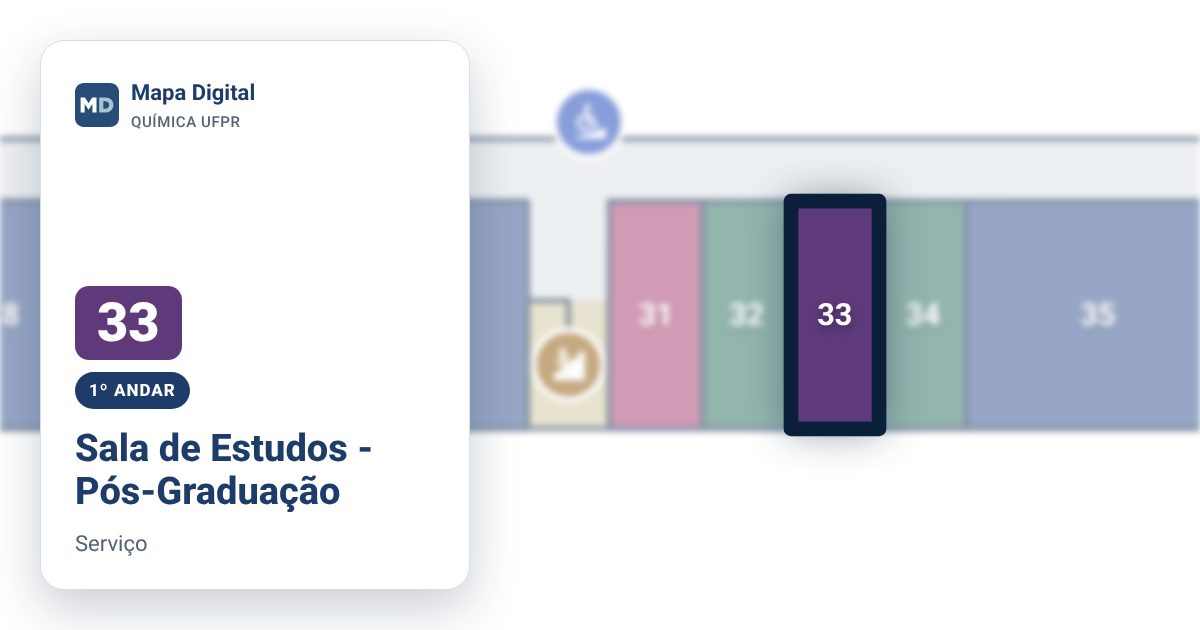 MD
Mapa Digital
QUÍMICA UFPR
33
1º ANDAR
Sala de Estudos -
Pós-Graduação
Serviço
8
31
32
33
34
35